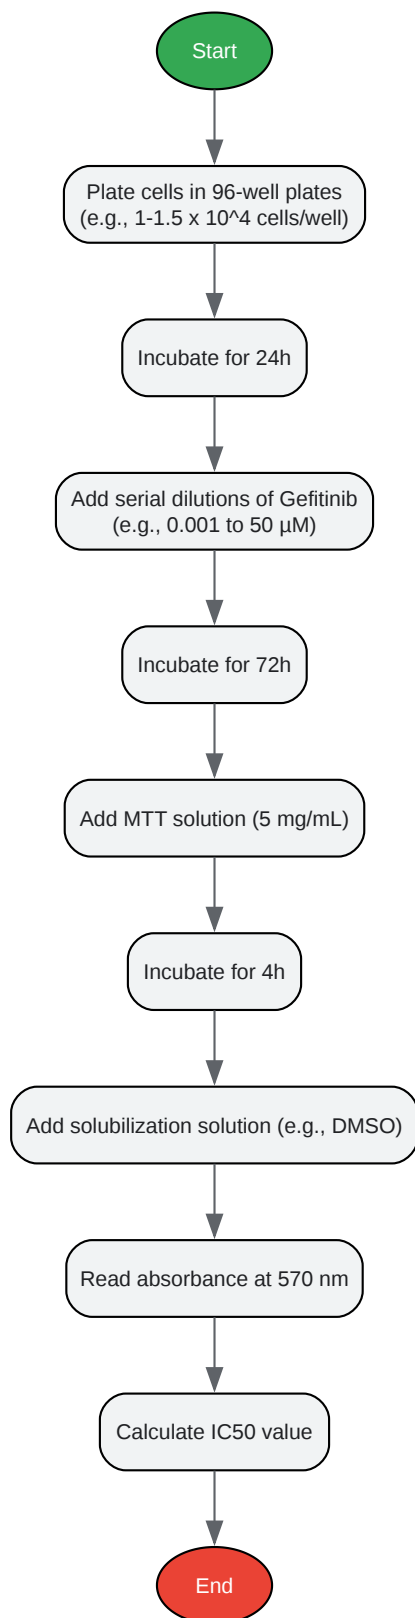 Start
Plate cells in 96-well plates
(e.g., 1-1.5 x 10^4 cells/well)
Incubate for 24h
Add serial dilutions of Gefitinib
(e.g., 0.001 to 50 µM)
Incubate for 72h
Add MTT solution (5 mg/mL)
Incubate for 4h
Add solubilization solution (e.g., DMSO)
Read absorbance at 570 nm
Calculate IC50 value
End